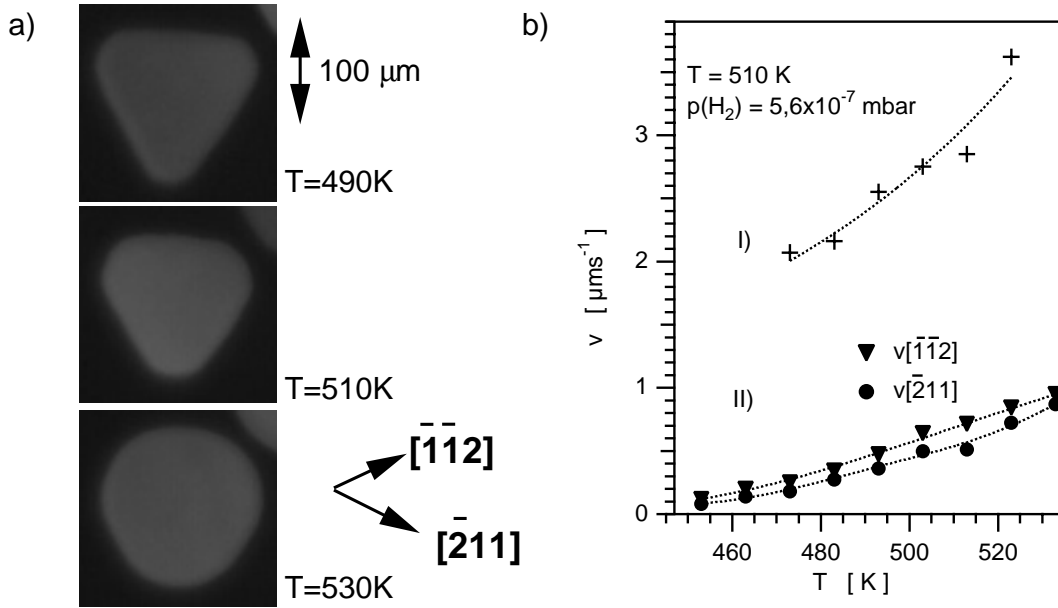 a)
100 μm
T=490K
T=510K
T=530K
[1̄1̄2]
[2̄11]
b)
T = 510 K
p(H₂) = 5,6x10⁻⁷ mbar
I)
II)
v[1̄1̄2]
v[2̄11]
v [ μms⁻¹ ]
3
2
1
0
460
480
500
520
T [ K ]